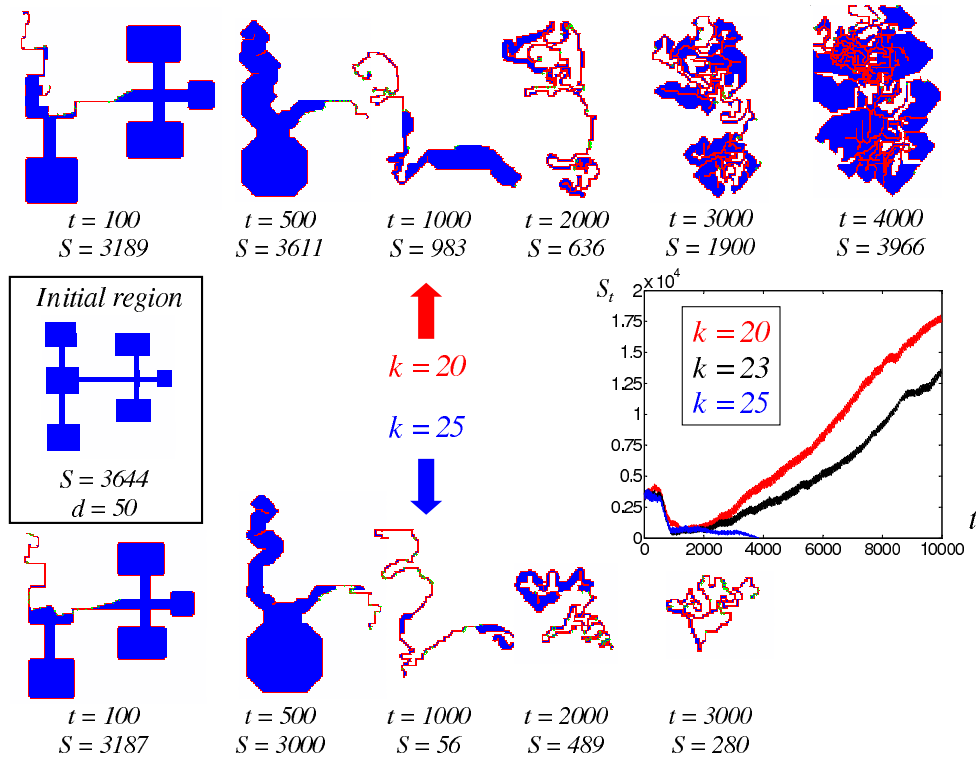 t = 100
S = 3189
t = 500
S = 3611
t = 1000
S = 983
t = 2000
S = 636
t = 3000
S = 1900
t = 4000
S = 3966
Initial region
S = 3644
d = 50
k = 20
k = 25
S_t
×10^4
2
1.75
1.5
1.25
1
0.75
0.5
0.25
0
0
2000
4000
6000
8000
10000
t
k = 20
k = 23
k = 25
t = 100
S = 3187
t = 500
S = 3000
t = 1000
S = 56
t = 2000
S = 489
t = 3000
S = 280